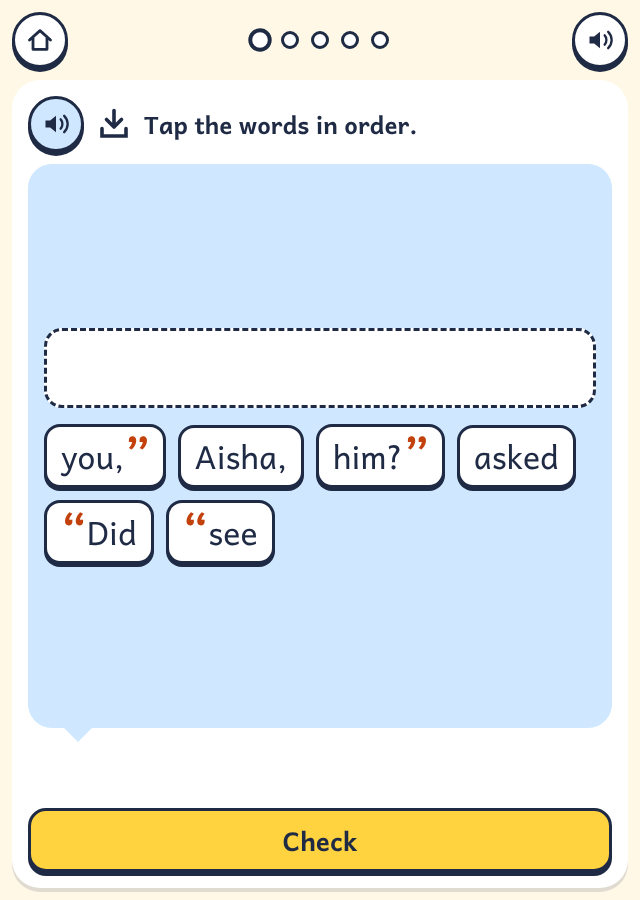 Tap the words in order.
you,” Aisha, him?” asked
“Did “see
Check